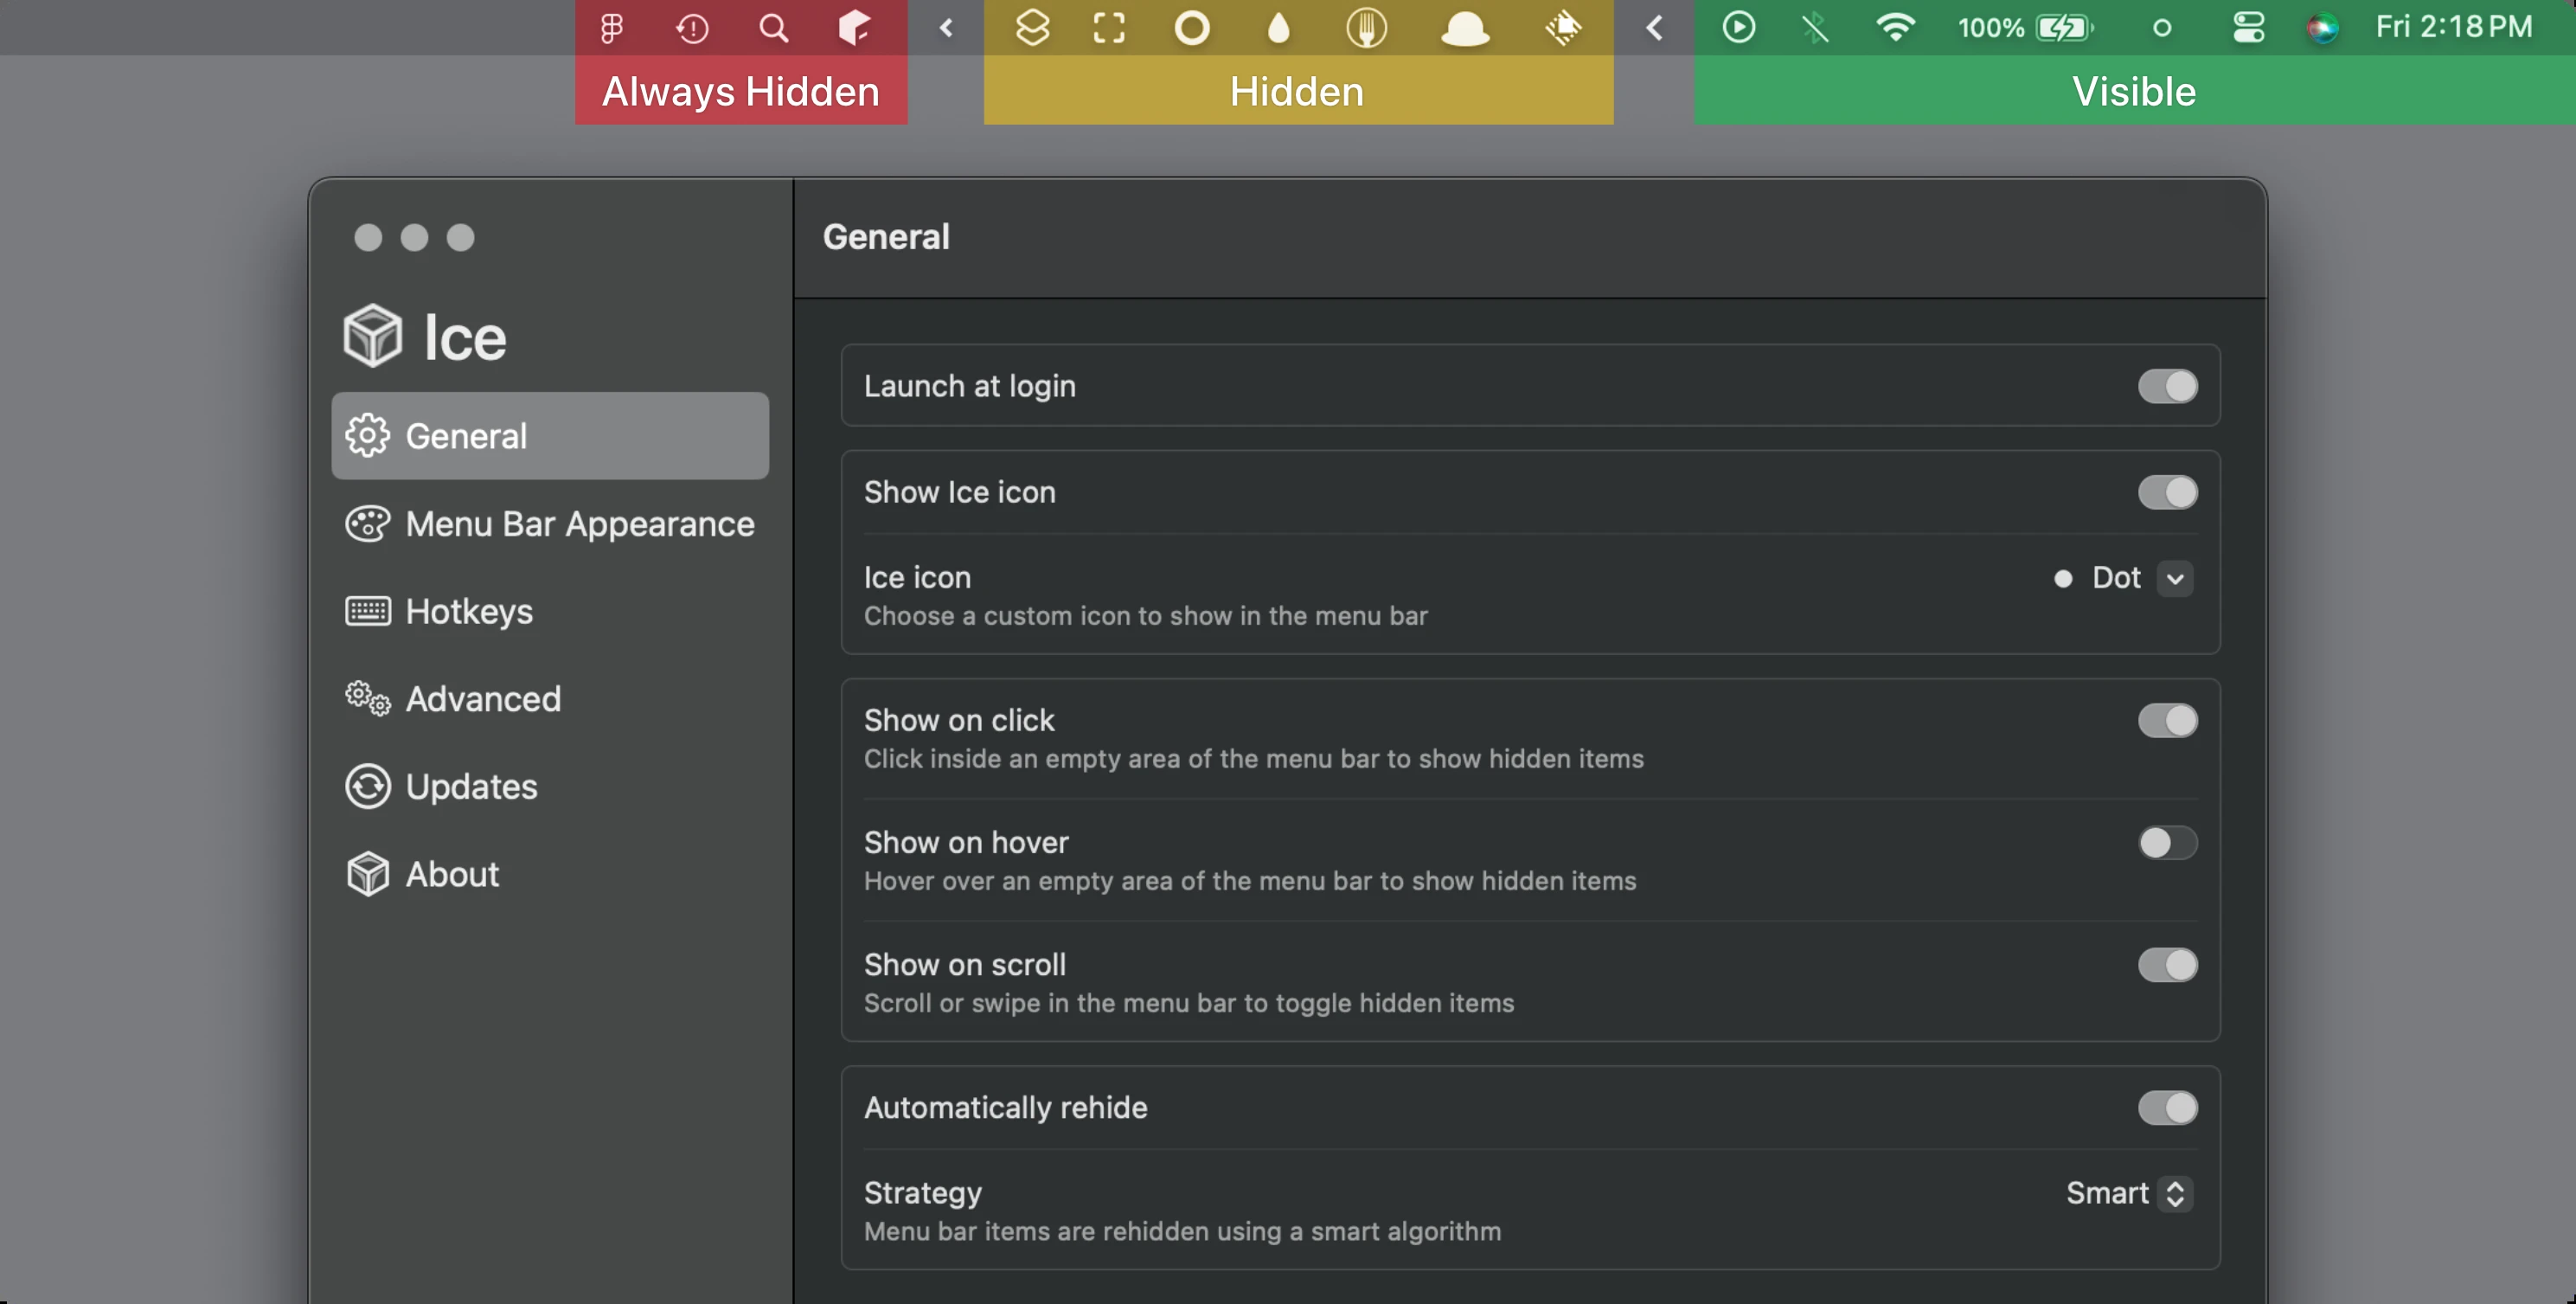 100%
Fri 2:18 PM
Always Hidden
Hidden
Visible
Ice
General
Menu Bar Appearance
Hotkeys
Advanced
Updates
About
General
Launch at login
Show Ice icon
Ice icon
Dot
Choose a custom icon to show in the menu bar
Show on click
Click inside an empty area of the menu bar to show hidden items
Show on hover
Hover over an empty area of the menu bar to show hidden items
Show on scroll
Scroll or swipe in the menu bar to toggle hidden items
Automatically rehide
Strategy
Smart
Menu bar items are rehidden using a smart algorithm